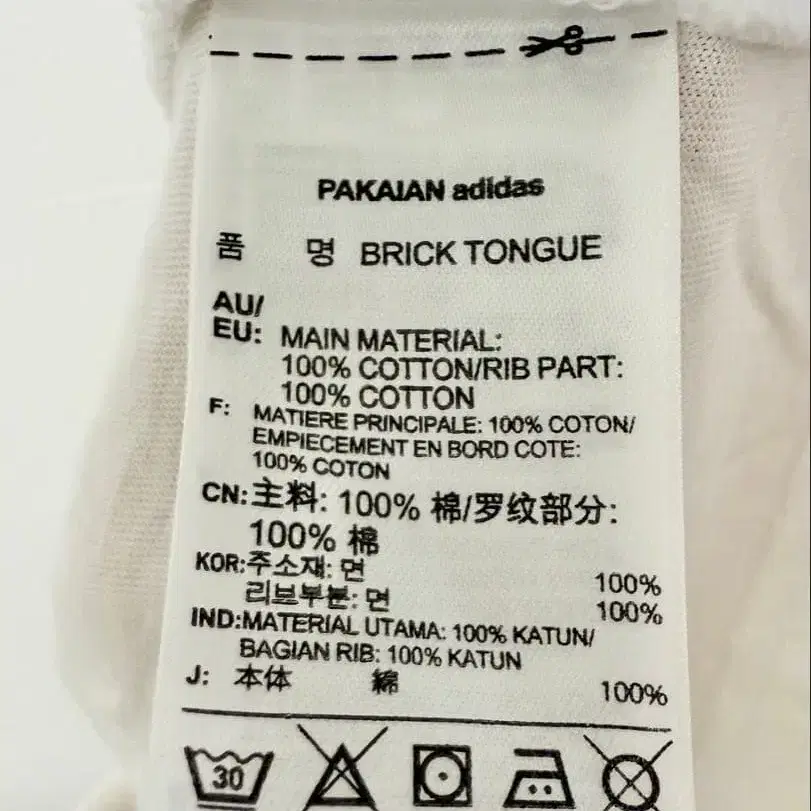 PAKAIAN adidas
품 명 BRICK TONGUE
AU/
EU: MAIN MATERIAL:
100% COTTON/RIB PART:
100% COTTON
F: MATIERE PRINCIPALE: 100% COTON/
EMPIECEMENT EN BORD COTE:
100% COTON
CN:主料: 100% 棉/罗纹部分:
100% 棉
KOR:주소재: 면 100%
리브부분: 면 100%
IND:MATERIAL UTAMA: 100% KATUN/
BAGIAN RIB: 100% KATUN
J: 本体 綿 100%
30